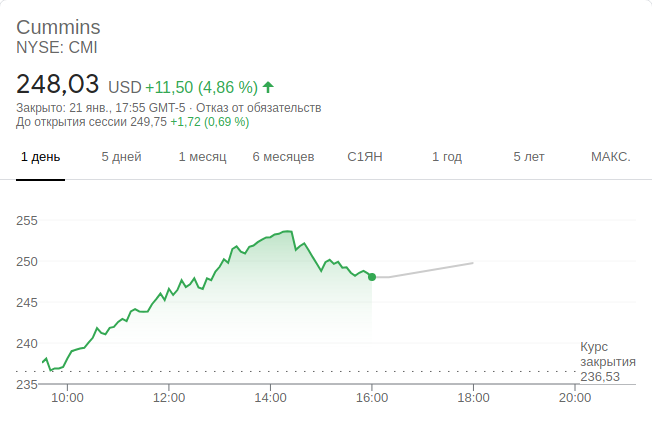 Cummins
NYSE: CMI
248,03 USD +11,50 (4,86 %)
Закрыто: 21 янв., 17:55 GMT-5 · Отказ от обязательств
До открытия сессии 249,75 +1,72 (0,69 %)
1 день 5 дней 1 месяц 6 месяцев С1ЯН 1 год 5 лет МАКС.
255
250
245
240
235
Курс
закрытия
236,53
10:00 12:00 14:00 16:00 18:00 20:00